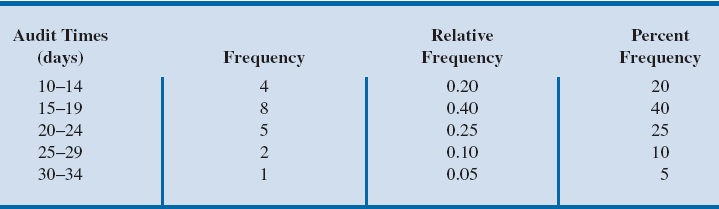 Audit Times Relative Percent
(days) Frequency Frequency Frequency
10–14 4 0.20 20
15–19 8 0.40 40
20–24 5 0.25 25
25–29 2 0.10 10
30–34 1 0.05 5